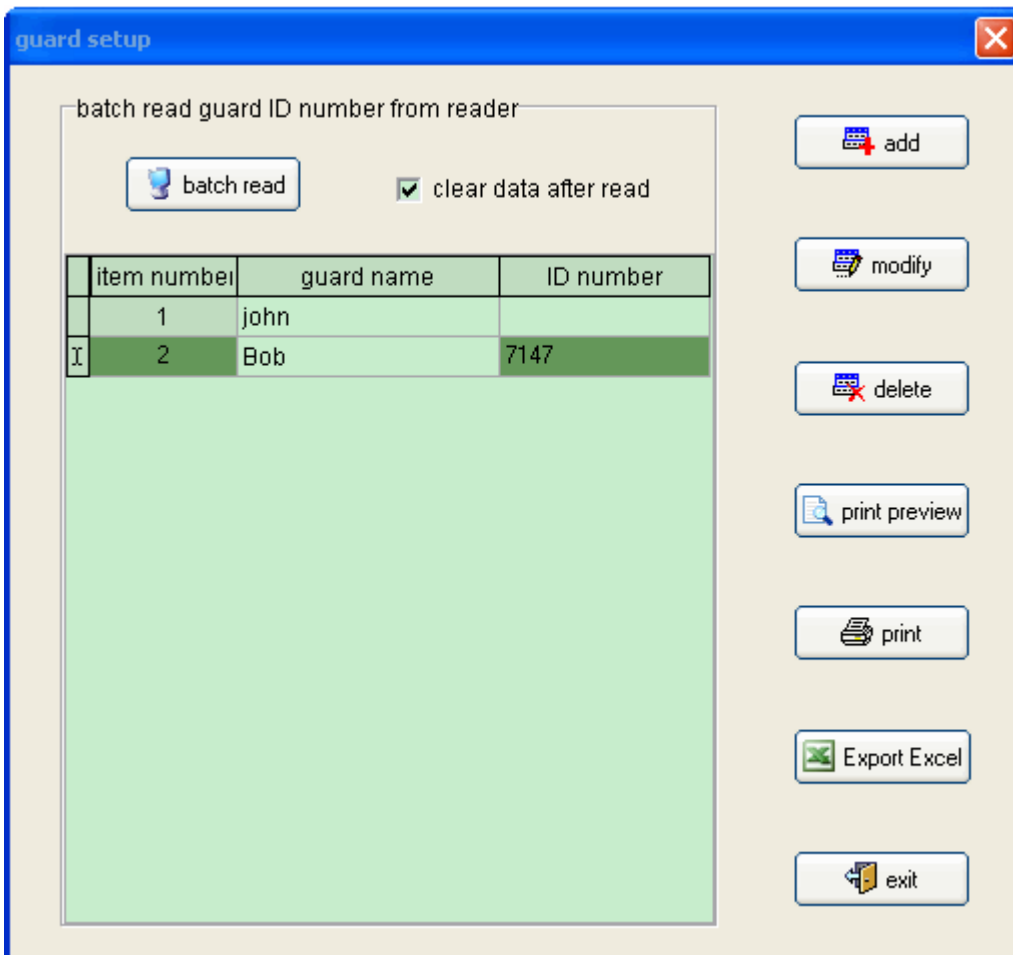 guard setup
batch read guard ID number from reader
batch read
clear data after read
item number guard name ID number
1 john
2 Bob 7147
add
modify
delete
print preview
print
Export Excel
exit